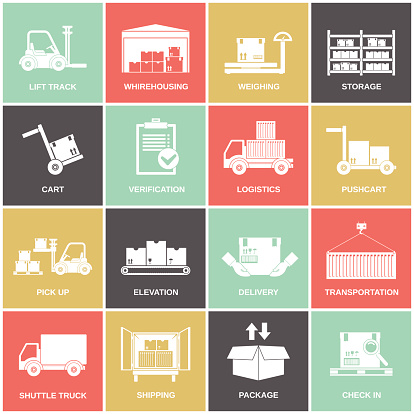 LIFT TRACK
WHIREHOUSING
WEIGHING
STORAGE
CART
VERIFICATION
LOGISTICS
PUSHCART
PICK UP
ELEVATION
DELIVERY
TRANSPORTATION
SHUTTLE TRUCK
SHIPPING
PACKAGE
CHECK IN